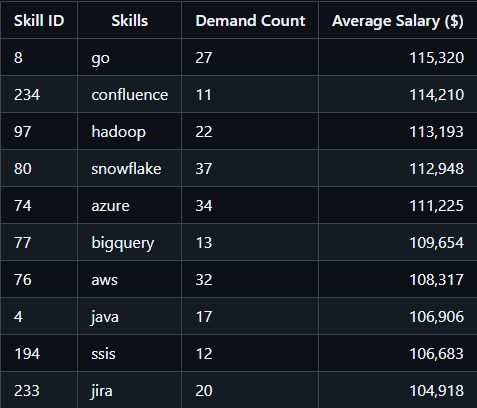 Skill ID Skills Demand Count Average Salary ($)
8 go 27 115,320
234 confluence 11 114,210
97 hadoop 22 113,193
80 snowflake 37 112,948
74 azure 34 111,225
77 bigquery 13 109,654
76 aws 32 108,317
4 java 17 106,906
194 ssis 12 106,683
233 jira 20 104,918